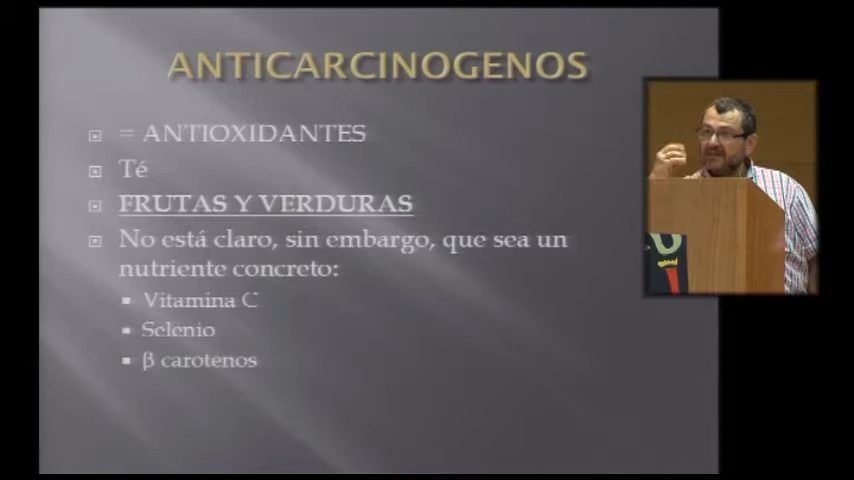 ANTICARCINOGENOS
= ANTIOXIDANTES
Té
FRUTAS Y VERDURAS
No está claro, sin embargo, que sea un
nutriente concreto:
Vitamina C
Selenio
β carotenos